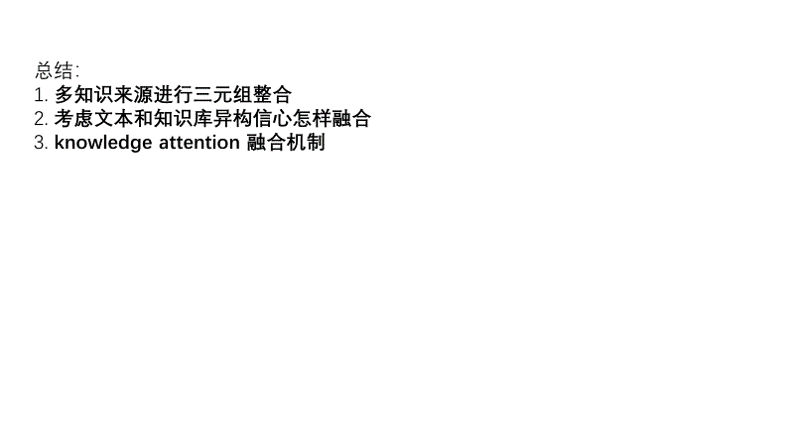 总结：
1. 多知识来源进行三元组整合
2. 考虑文本和知识库异构信心怎样融合
3. knowledge attention 融合机制